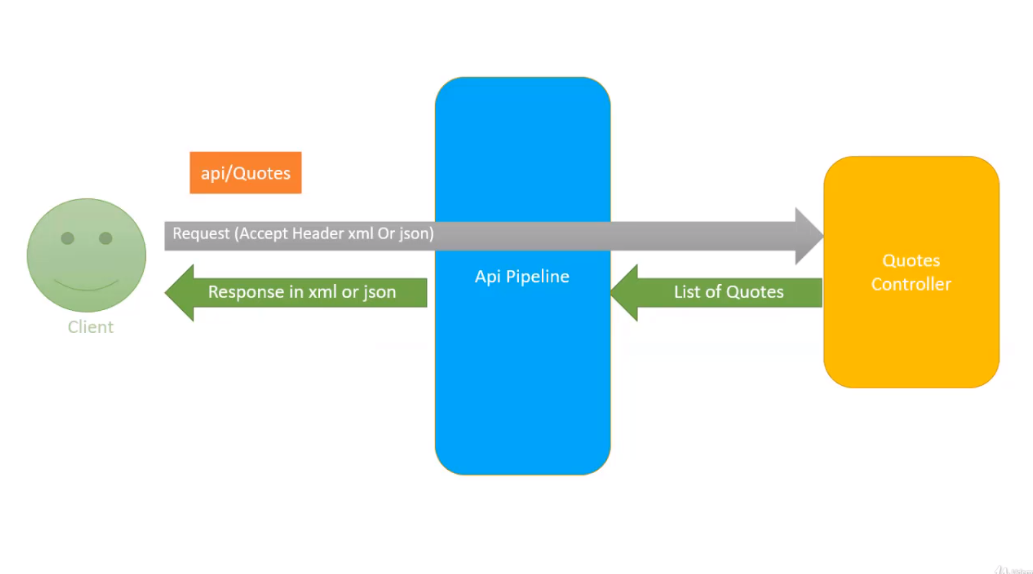 api/Quotes
Request (Accept Header xml Or json)
Api Pipeline
Quotes
Controller
Response in xml or json
List of Quotes
Client